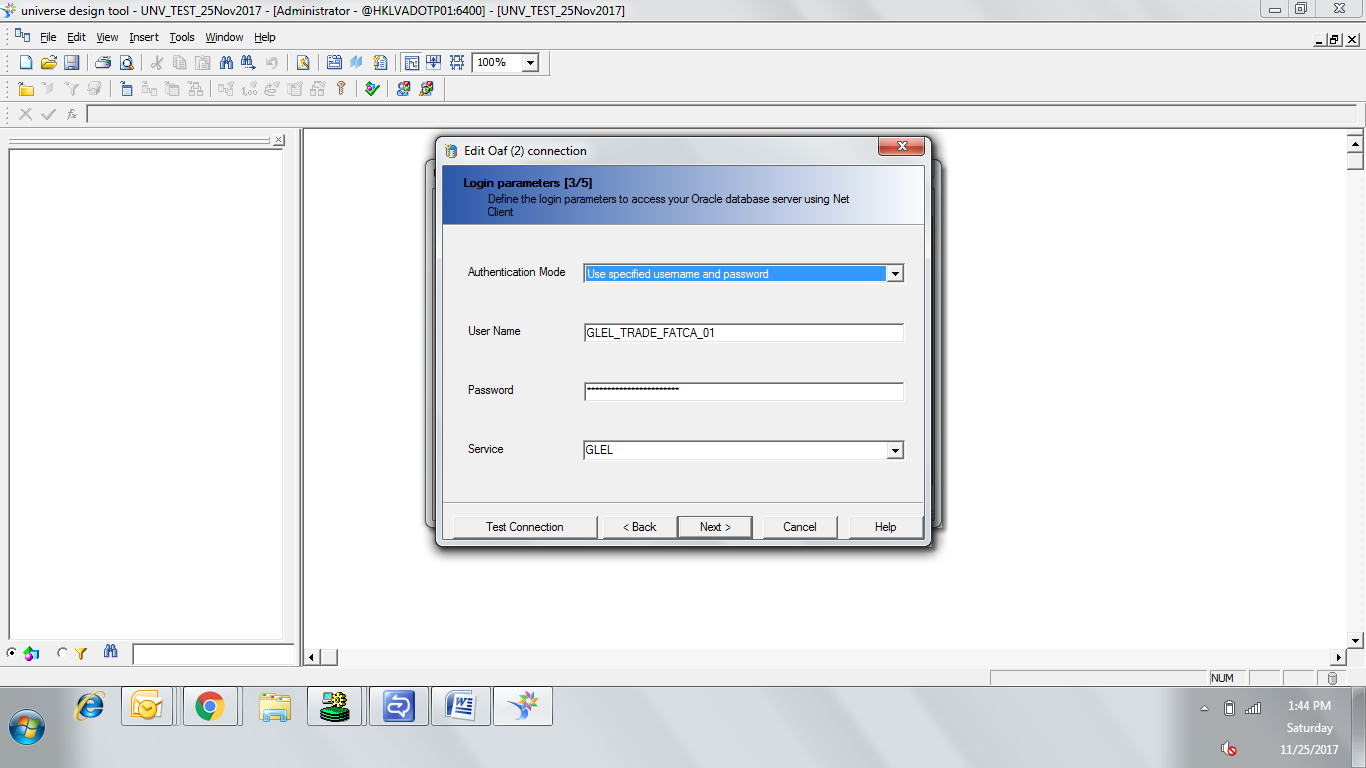 universe design tool - UNV_TEST_25Nov2017 - [Administrator - @HKLVADOTP01:6400] - [UNV_TEST_25Nov2017]
File Edit View Insert Tools Window Help
100%
Edit Oaf (2) connection
Login parameters [3/5]
Define the login parameters to access your Oracle database server using Net
Client
Authentication Mode Use specified username and password
User Name GLEL_TRADE_FATCA_01
Password ***********************
Service GLEL
Test Connection < Back Next > Cancel Help
NUM
1:44 PM
Saturday
11/25/2017